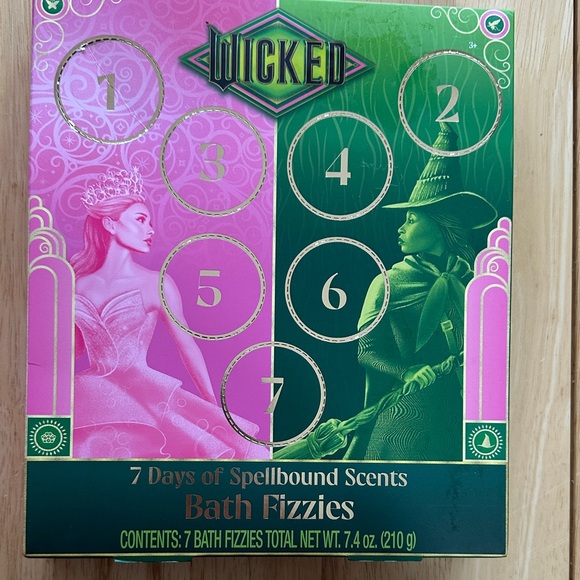 WICKED
3+
1
2
3
4
5
6
7
7 Days of Spellbound Scents
Bath Fizzies
CONTENTS: 7 BATH FIZZIES TOTAL NET WT. 7.4 oz. (210 g)